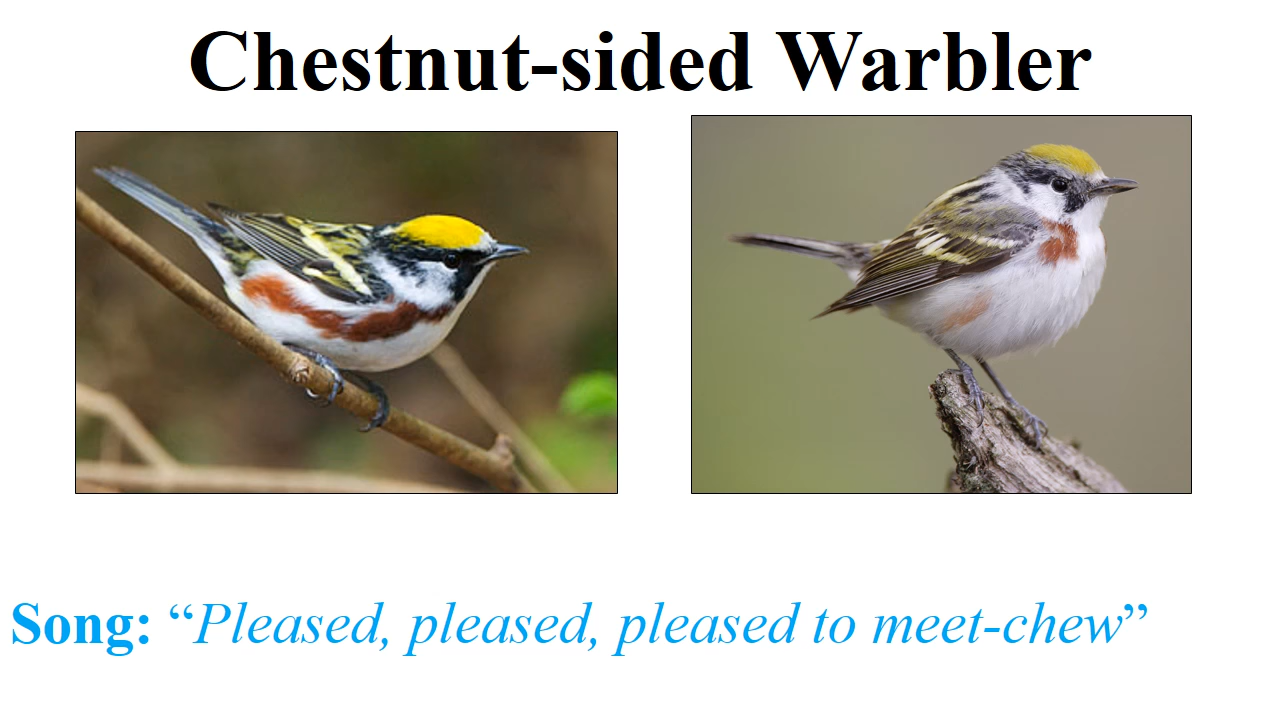 Chestnut-sided Warbler
Song: “Pleased, pleased, pleased to meet-chew”